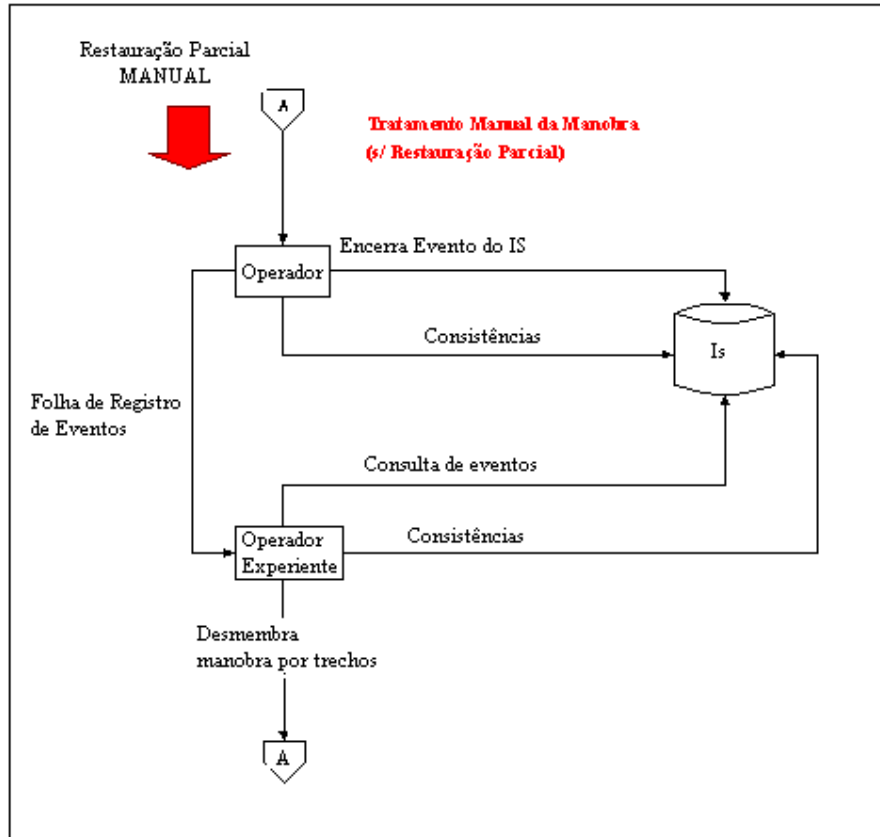 Restauração Parcial
MANUAL
A
Tratamento Manual da Manobra
(s/ Restauração Parcial)
Encerra Evento do IS
Operador
Consistências
Is
Folha de Registro
de Eventos
Consulta de eventos
Operador
Experiente
Consistências
Desmembra
manobra por trechos
A